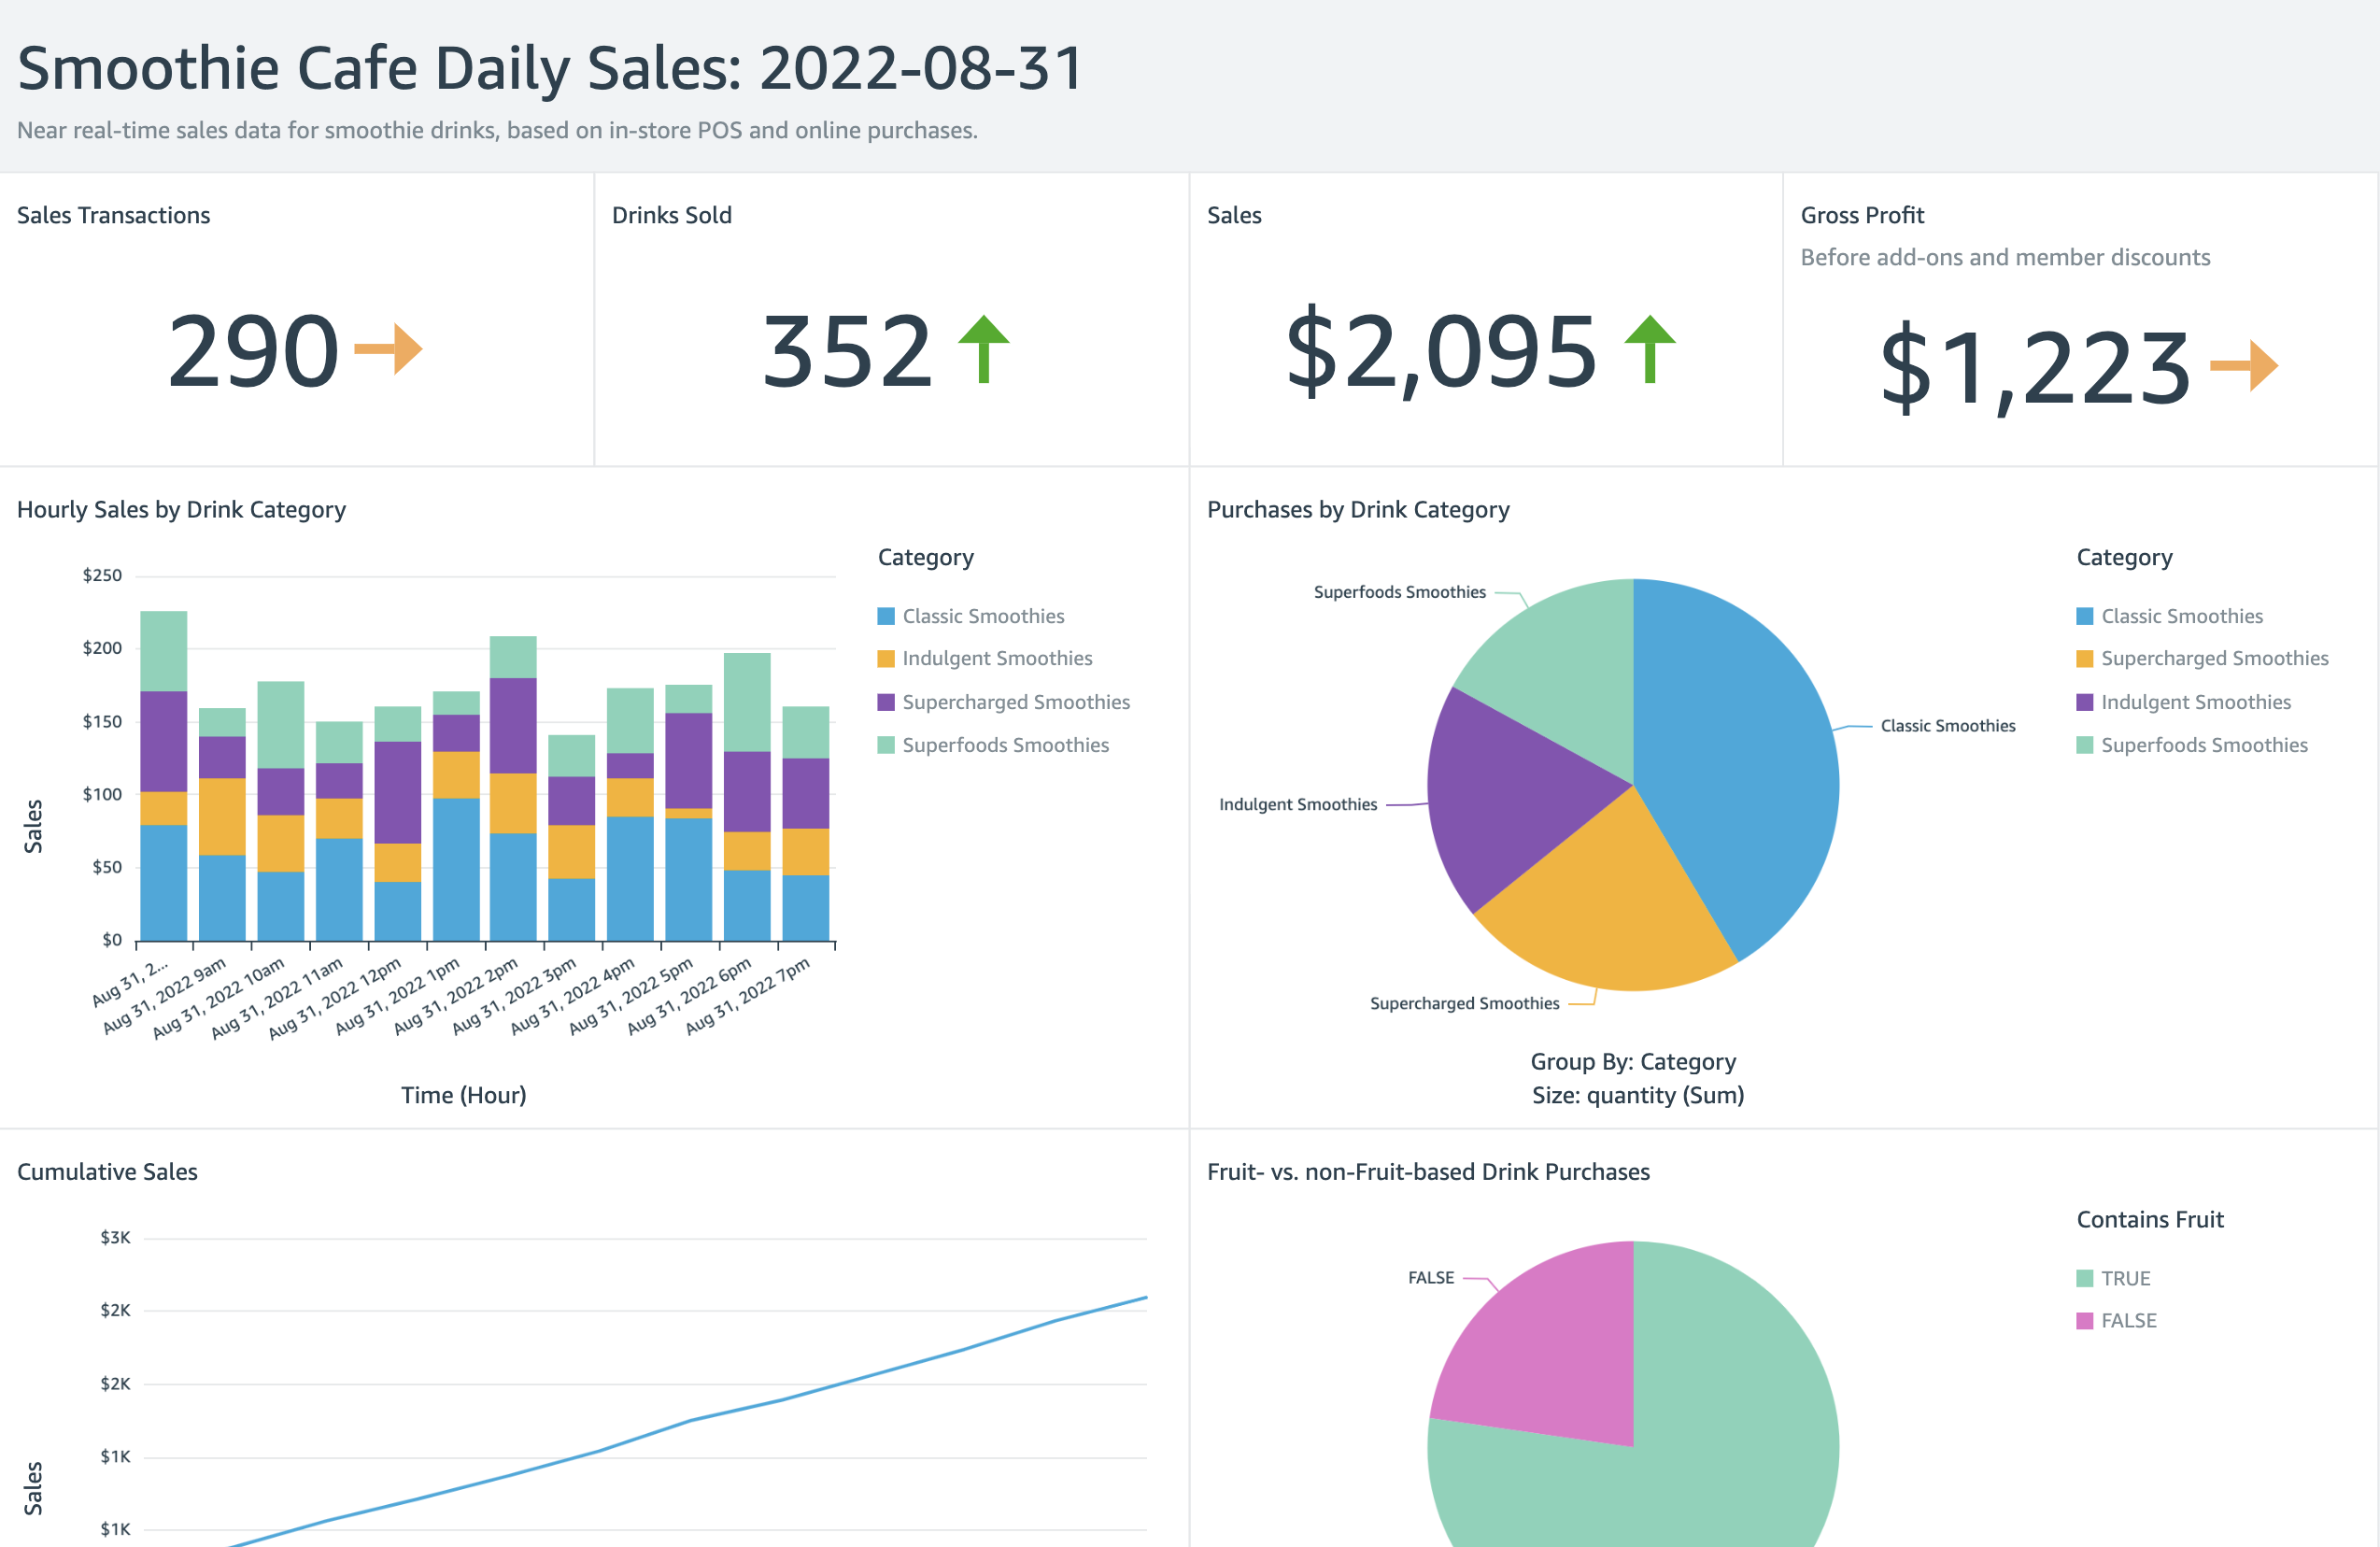 Smoothie Cafe Daily Sales: 2022-08-31
Near real-time sales data for smoothie drinks, based on in-store POS and online purchases.
Sales Transactions
290
Drinks Sold
352
Sales
$2,095
Gross Profit
Before add-ons and member discounts
$1,223
Hourly Sales by Drink Category
Sales
$250
$200
$150
$100
$50
$0
Aug 31, 2...
Aug 31, 2022 9am
Aug 31, 2022 10am
Aug 31, 2022 11am
Aug 31, 2022 12pm
Aug 31, 2022 1pm
Aug 31, 2022 2pm
Aug 31, 2022 3pm
Aug 31, 2022 4pm
Aug 31, 2022 5pm
Aug 31, 2022 6pm
Aug 31, 2022 7pm
Time (Hour)
Category
Classic Smoothies
Indulgent Smoothies
Supercharged Smoothies
Superfoods Smoothies
Purchases by Drink Category
Superfoods Smoothies
Classic Smoothies
Indulgent Smoothies
Supercharged Smoothies
Group By: Category
Size: quantity (Sum)
Category
Classic Smoothies
Supercharged Smoothies
Indulgent Smoothies
Superfoods Smoothies
Cumulative Sales
Sales
$3K
$2K
$2K
$1K
$1K
Fruit- vs. non-Fruit-based Drink Purchases
FALSE
Contains Fruit
TRUE
FALSE